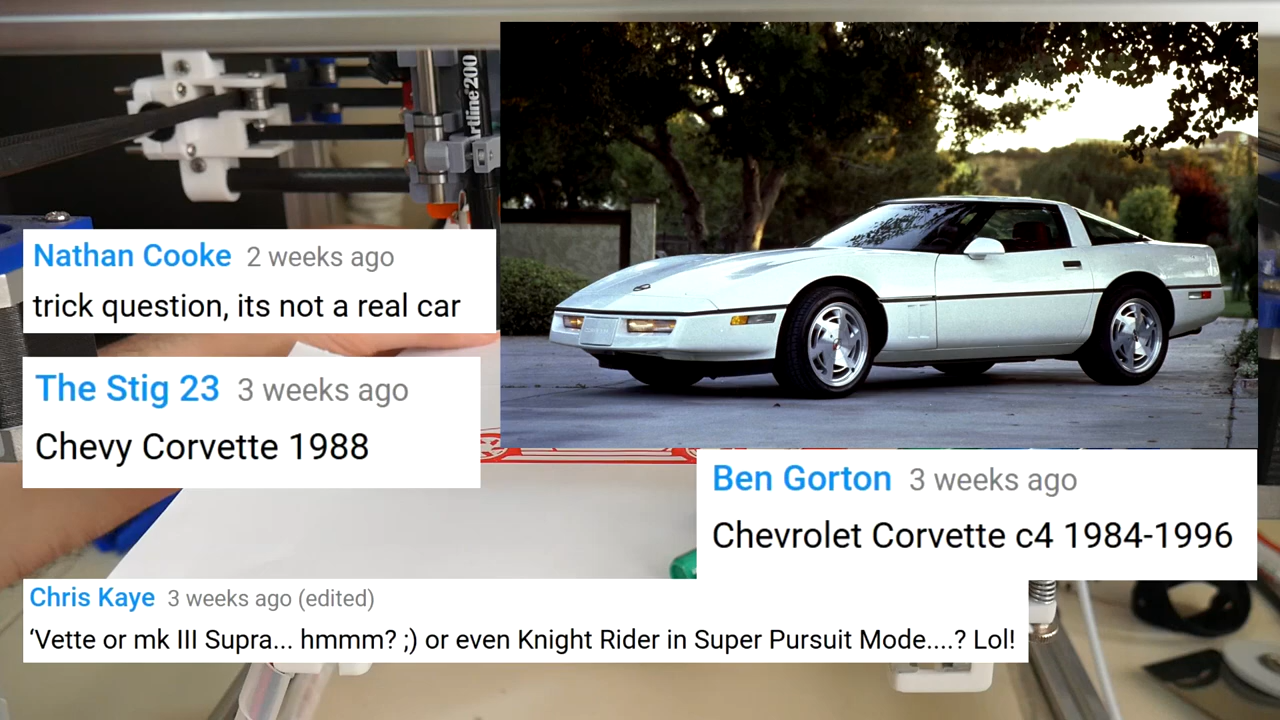 artline 200
Nathan Cooke 2 weeks ago
trick question, its not a real car
The Stig 23 3 weeks ago
Chevy Corvette 1988
Ben Gorton 3 weeks ago
Chevrolet Corvette c4 1984-1996
Chris Kaye 3 weeks ago (edited)
‘Vette or mk III Supra... hmmm? ;) or even Knight Rider in Super Pursuit Mode....? Lol!